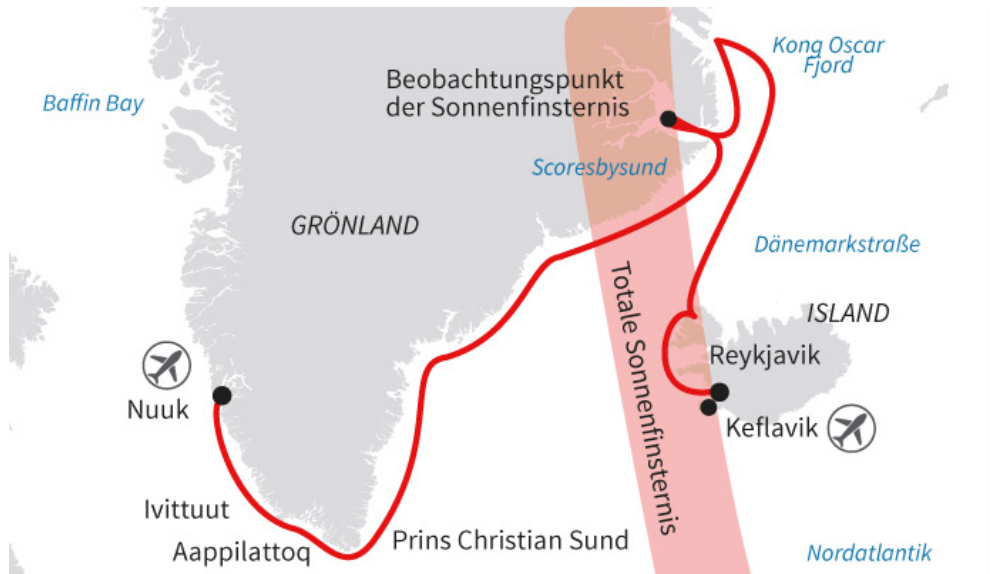 Kong Oscar
Fjord
Baffin Bay
Beobachtungspunkt
der Sonnenfinsternis
Scoresbysund
GRÖNLAND
Dänemarkstraße
Totale Sonnenfinsternis
ISLAND
Reykjavik
Nuuk
Keflavik
Ivittuut
Aappilattoq
Prins Christian Sund
Nordatlantik